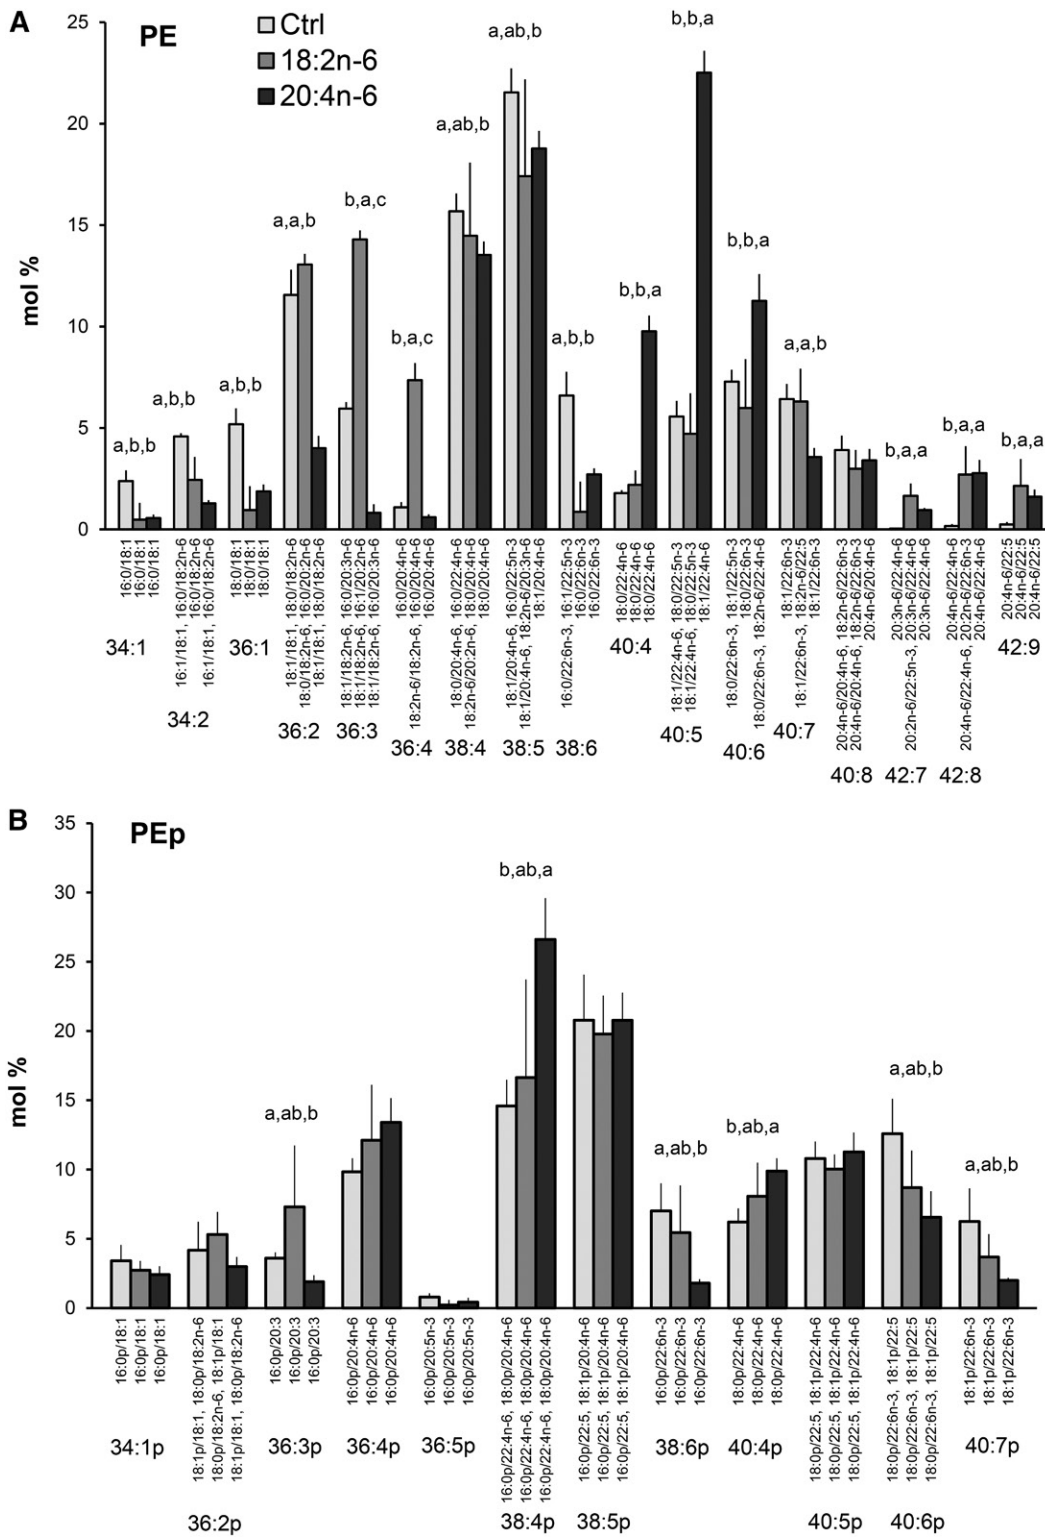 A
PE
Ctrl
18:2n-6
20:4n-6
mol %
25
20
15
10
5
0
a,b,b
a,b,b
a,b,b
a,a,b
b,a,c
b,a,c
a,ab,b
a,ab,b
a,b,b
b,b,a
b,b,a
b,b,a
a,a,b
b,a,a
b,a,a
b,a,a
16:0/18:1
16:0/18:1
16:0/18:1
34:1
16:1/18:1, 16:0/18:2n-6
16:0/18:2n-6
16:1/18:1, 16:0/18:2n-6
34:2
18:0/18:1
18:0/18:1
18:0/18:1
36:1
18:1/18:1, 18:0/18:2n-6
18:0/18:2n-6, 16:0/20:2n-6
18:1/18:1, 18:0/18:2n-6
36:2
18:1/18:2n-6, 16:0/20:3n-6
18:1/18:2n-6, 16:1/20:2n-6
18:1/18:2n-6, 16:0/20:3n-6
36:3
16:0/20:4n-6
18:2n-6/18:2n-6, 16:0/20:4n-6
16:0/20:4n-6
36:4
18:0/20:4n-6, 16:0/22:4n-6
18:2n-6/20:2n-6, 18:0/20:4n-6
18:0/20:4n-6
38:4
18:1/20:4n-6, 16:0/22:5n-3
18:1/20:4n-6, 18:2n-6/20:3n-6
18:1/20:4n-6
38:5
16:0/22:6n-3, 16:1/22:5n-3
16:0/22:6n-3
16:0/22:6n-3
38:6
18:0/22:4n-6
18:0/22:4n-6
18:0/22:4n-6
40:4
18:1/22:4n-6, 18:0/22:5n-3
18:1/22:4n-6, 18:0/22:5n-3
18:1/22:4n-6
40:5
18:0/22:6n-3, 18:1/22:5n-3
18:0/22:6n-3
18:0/22:6n-3, 18:2n-6/22:4n-6
40:6
18:1/22:6n-3
18:1/22:6n-3, 18:2n-6/22:5
18:1/22:6n-3
40:7
20:4n-6/20:4n-6, 18:2n-6/22:6n-3
20:4n-6/20:4n-6, 18:2n-6/22:6n-3
20:4n-6/20:4n-6
40:8
20:3n-6/22:4n-6
20:2n-6/22:5n-3, 20:3n-6/22:4n-6
20:3n-6/22:4n-6
42:7
20:4n-6/22:4n-6
20:4n-6/22:4n-6, 20:2n-6/22:6n-3
20:4n-6/22:4n-6
42:8
20:4n-6/22:5
20:4n-6/22:5
20:4n-6/22:5
42:9
B
PEp
mol %
35
30
25
20
15
10
5
0
a,ab,b
b,ab,a
a,ab,b
b,ab,a
a,ab,b
a,ab,b
16:0p/18:1
16:0p/18:1
16:0p/18:1
34:1p
18:1p/18:1, 18:0p/18:2n-6
18:0p/18:2n-6, 18:1p/18:1
18:1p/18:1, 18:0p/18:2n-6
36:2p
16:0p/20:3
16:0p/20:3
16:0p/20:3
36:3p
16:0p/20:4n-6
16:0p/20:4n-6
16:0p/20:4n-6
36:4p
16:0p/20:5n-3
16:0p/20:5n-3
16:0p/20:5n-3
36:5p
16:0p/22:4n-6, 18:0p/20:4n-6
16:0p/22:4n-6, 18:0p/20:4n-6
16:0p/22:4n-6, 18:0p/20:4n-6
38:4p
16:0p/22:5, 18:1p/20:4n-6
16:0p/22:5, 18:1p/20:4n-6
16:0p/22:5, 18:1p/20:4n-6
38:5p
16:0p/22:6n-3
16:0p/22:6n-3
16:0p/22:6n-3
38:6p
18:0p/22:4n-6
18:0p/22:4n-6
18:0p/22:4n-6
40:4p
18:0p/22:5, 18:1p/22:4n-6
18:0p/22:5, 18:1p/22:4n-6
18:0p/22:5, 18:1p/22:4n-6
40:5p
18:0p/22:6n-3, 18:1p/22:5
18:0p/22:6n-3, 18:1p/22:5
18:0p/22:6n-3, 18:1p/22:5
40:6p
18:1p/22:6n-3
18:1p/22:6n-3
18:1p/22:6n-3
40:7p